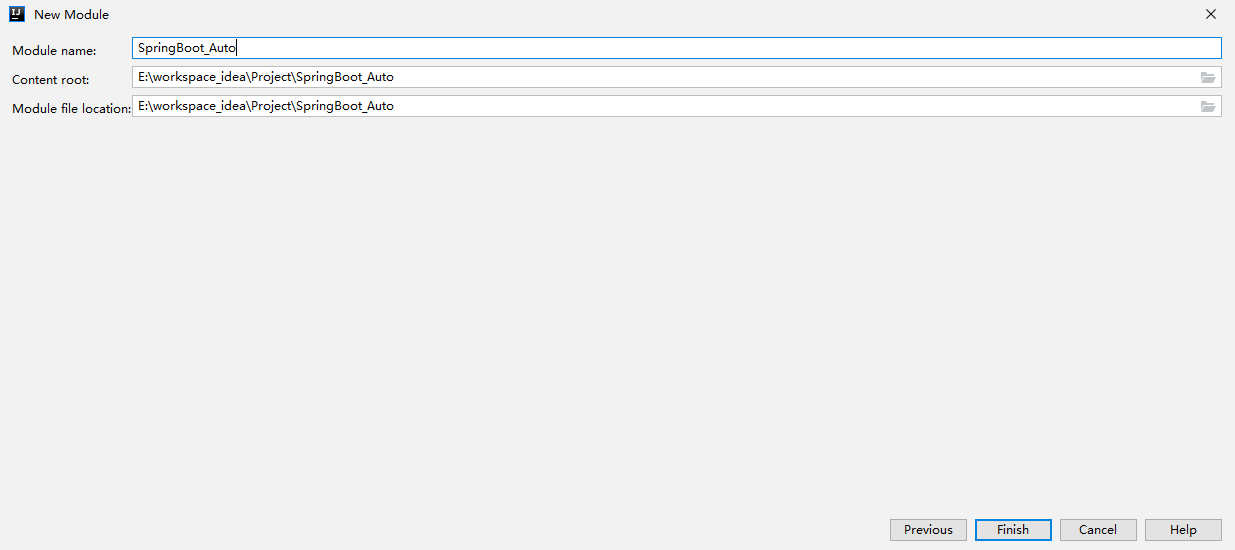 New Module
Module name: SpringBoot_Auto
Content root: E:\workspace_idea\Project\SpringBoot_Auto
Module file location: E:\workspace_idea\Project\SpringBoot_Auto
Previous Finish Cancel Help